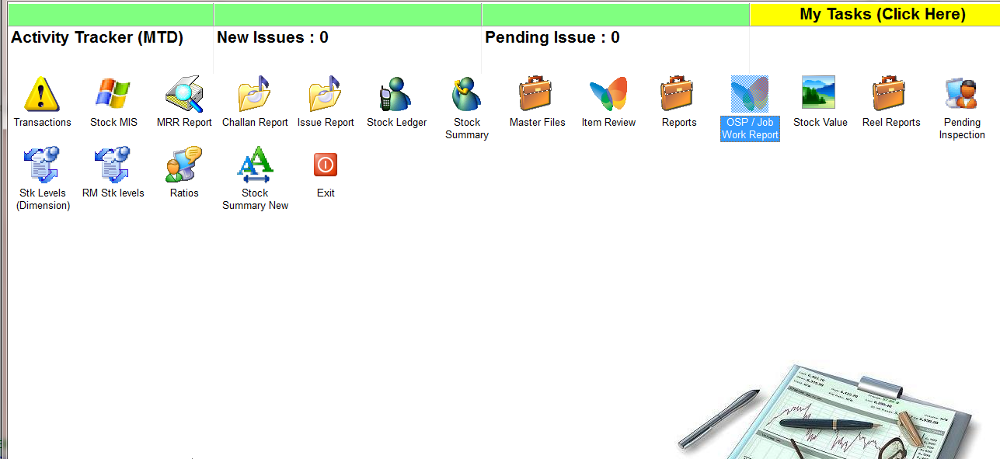 My Tasks (Click Here)
Activity Tracker (MTD)
New Issues : 0
Pending Issue : 0
Transactions
Stock MIS
MRR Report
Challan Report
Issue Report
Stock Ledger
Stock
Summary
Master Files
Item Review
Reports
OSP / Job
Work Report
Stock Value
Reel Reports
Pending
Inspection
Stk Levels
(Dimension)
RM Stk levels
Ratios
Stock
Summary New
Exit